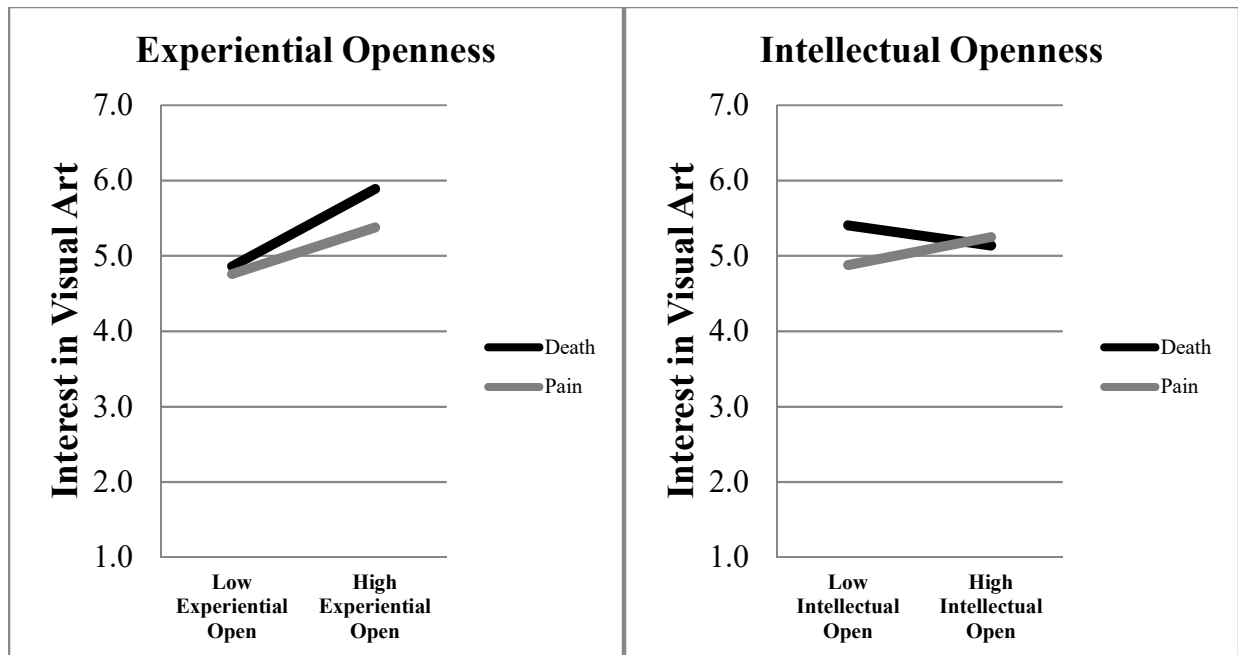 Experiential Openness
Interest in Visual Art
7.0
6.0
5.0
4.0
3.0
2.0
1.0
Low
Experiential
Open
High
Experiential
Open
Death
Pain
Intellectual Openness
Interest in Visual Art
7.0
6.0
5.0
4.0
3.0
2.0
1.0
Low
Intellectual
Open
High
Intellectual
Open
Death
Pain